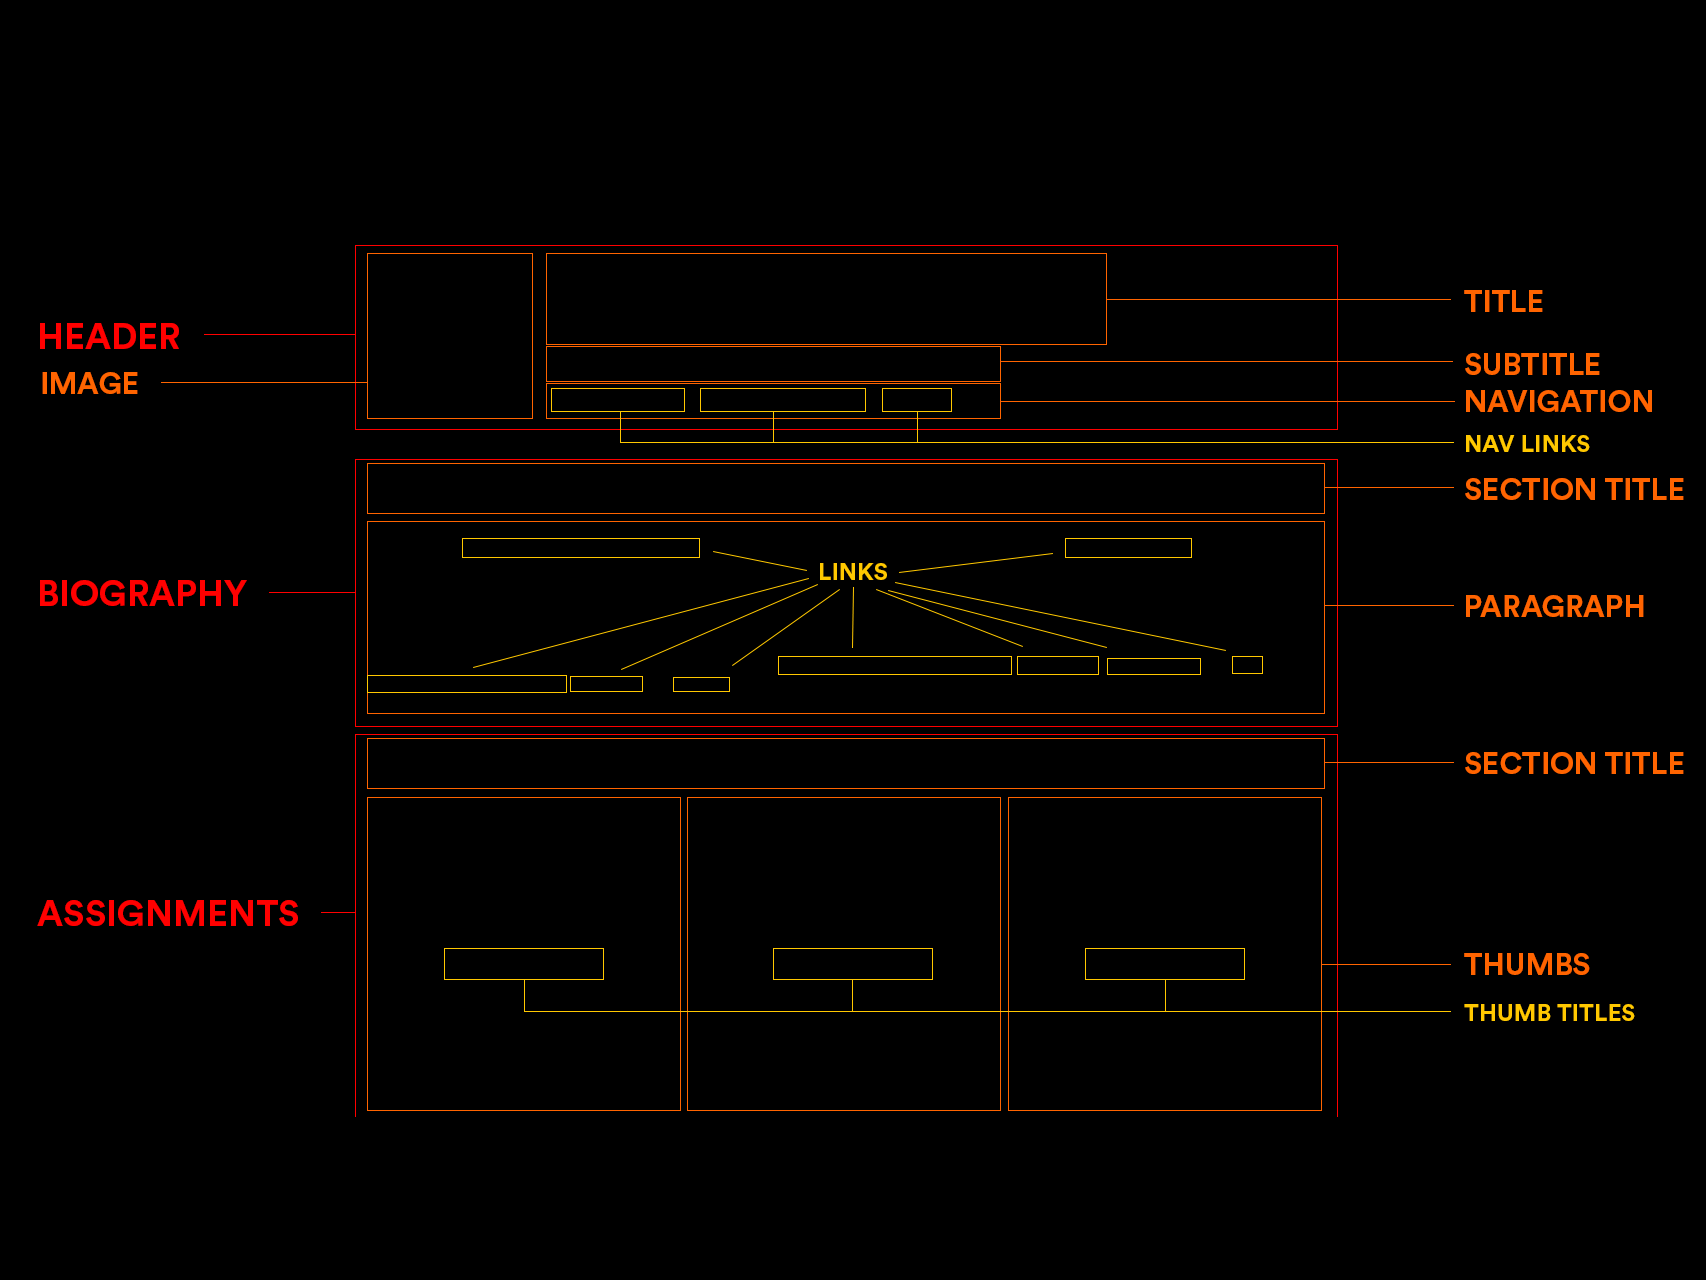 HEADER
IMAGE
TITLE
SUBTITLE
NAVIGATION
NAV LINKS
SECTION TITLE
BIOGRAPHY
LINKS
PARAGRAPH
SECTION TITLE
ASSIGNMENTS
THUMBS
THUMB TITLES